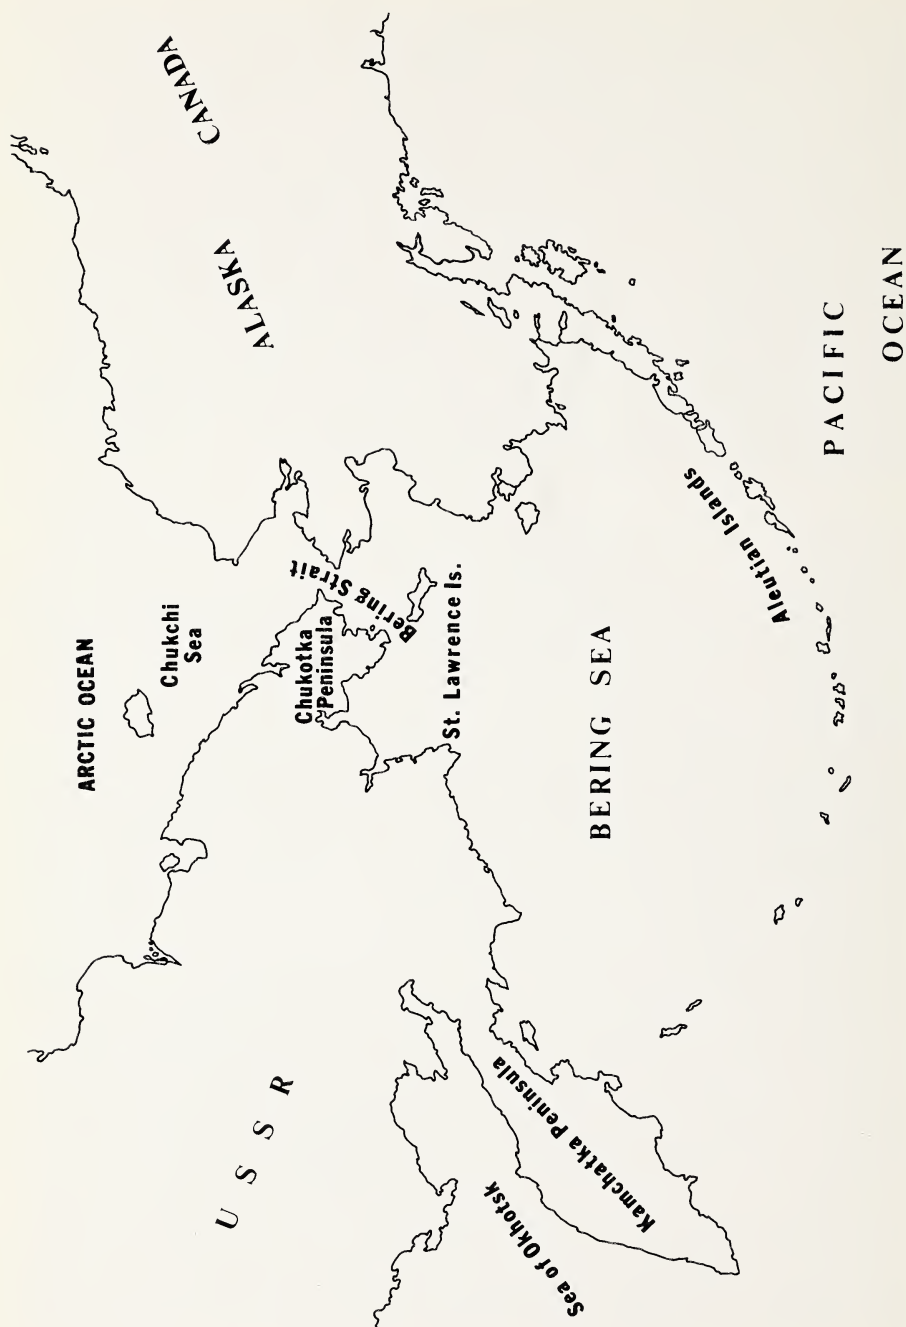 ARCTIC OCEAN
Chukchi
Sea
CANADA
ALASKA
USSR
Chukotka
Peninsula
Bering Strait
St. Lawrence Is.
BERING SEA
Sea of Okhotsk
Kamchatka Peninsula
Aleutian Islands
PACIFIC
OCEAN